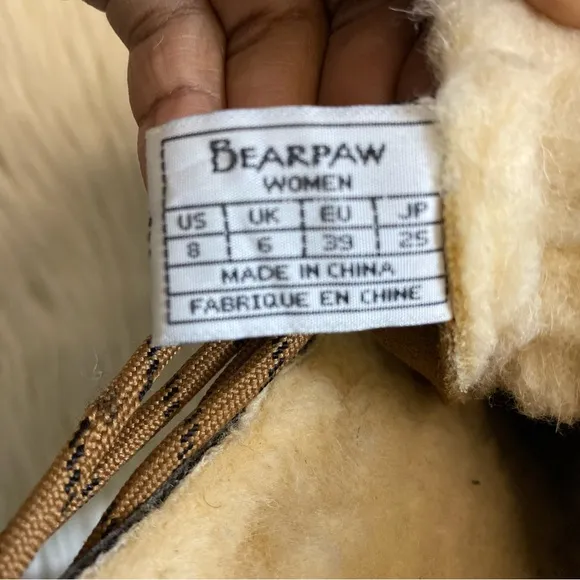 BEARPAW
WOMEN
US UK EU JP
8 6 39 25
MADE IN CHINA
FABRIQUE EN CHINE